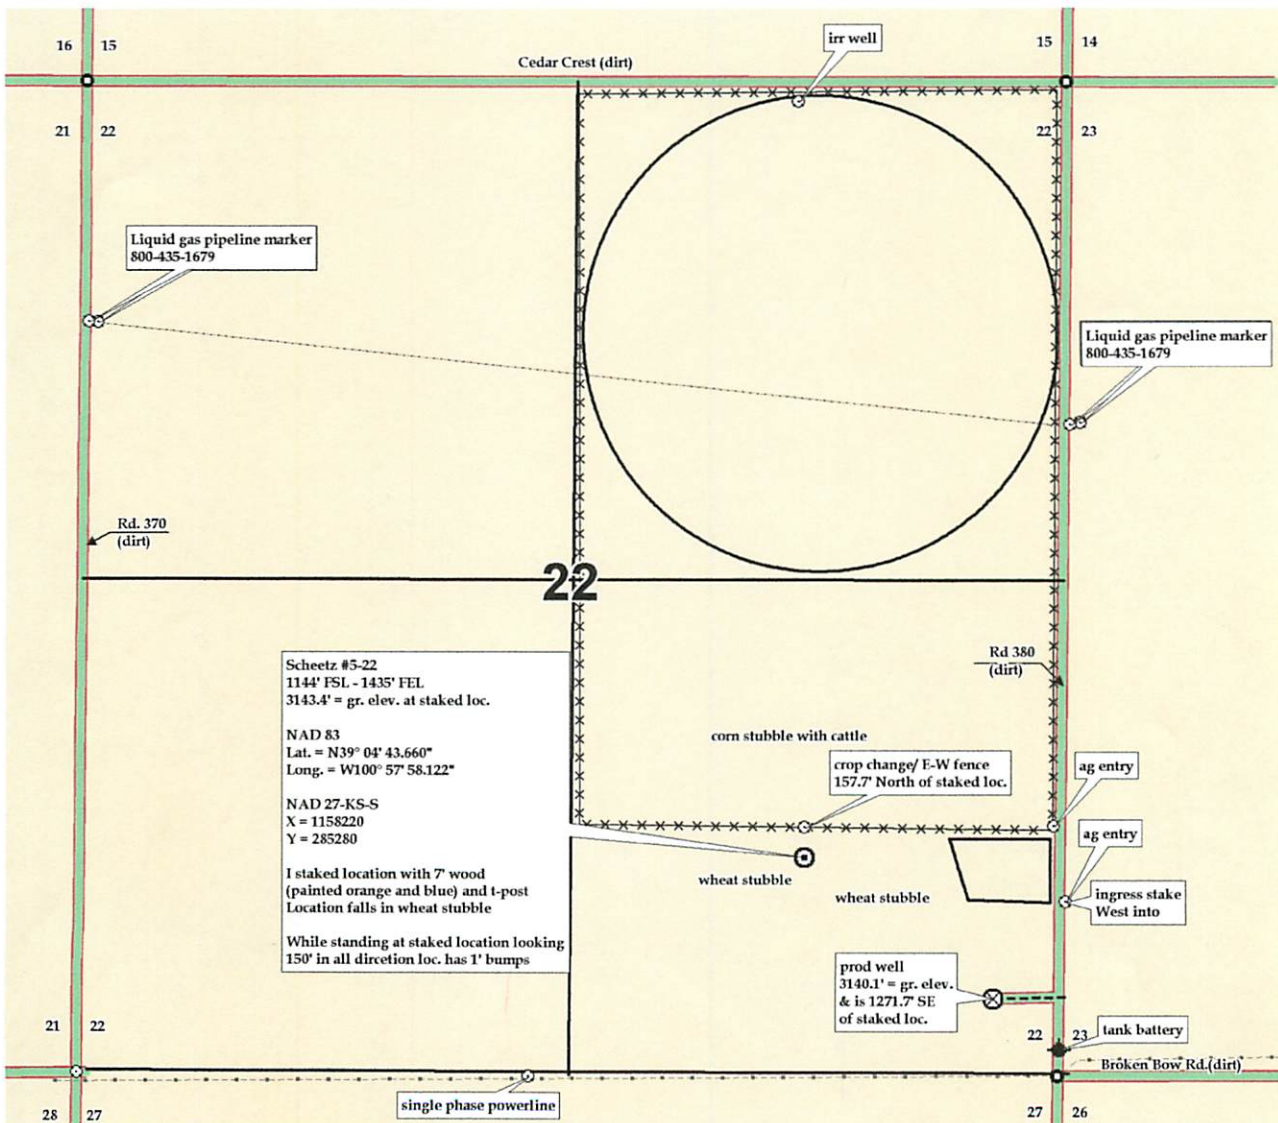 16 15
15 14
irr well
Cedar Crest (dirt)
21 22
22 23
Liquid gas pipeline marker
800-435-1679
Liquid gas pipeline marker
800-435-1679
Rd. 370
(dirt)
22
Scheetz #5-22
1144' FSL - 1435' FEL
3143.4' = gr. elev. at staked loc.
NAD 83
Lat. = N39° 04' 43.660"
Long. = W100° 57' 58.122"
NAD 27-KS-S
X = 1158220
Y = 285280
I staked location with 7' wood
(painted orange and blue) and t-post
Location falls in wheat stubble
While standing at staked location looking
150' in all dircetion loc. has 1' bumps
Rd 380
(dirt)
corn stubble with cattle
crop change/ E-W fence
157.7' North of staked loc.
ag entry
ag entry
wheat stubble
wheat stubble
ingress stake
West into
prod well
3140.1' = gr. elev.
& is 1271.7' SE
of staked loc.
21 22
22 23
tank battery
Broken Bow Rd.(dirt)
single phase powerline
28 27
27 26